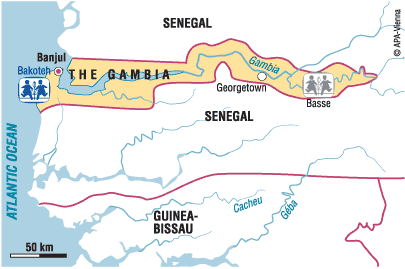 SENEGAL
© APA-Vienna
Banjul
Bakoteh
THE GAMBIA
Gambia
Georgetown
Basse
SENEGAL
ATLANTIC OCEAN
GUINEA-
BISSAU
Cacheu
Géba
50 km